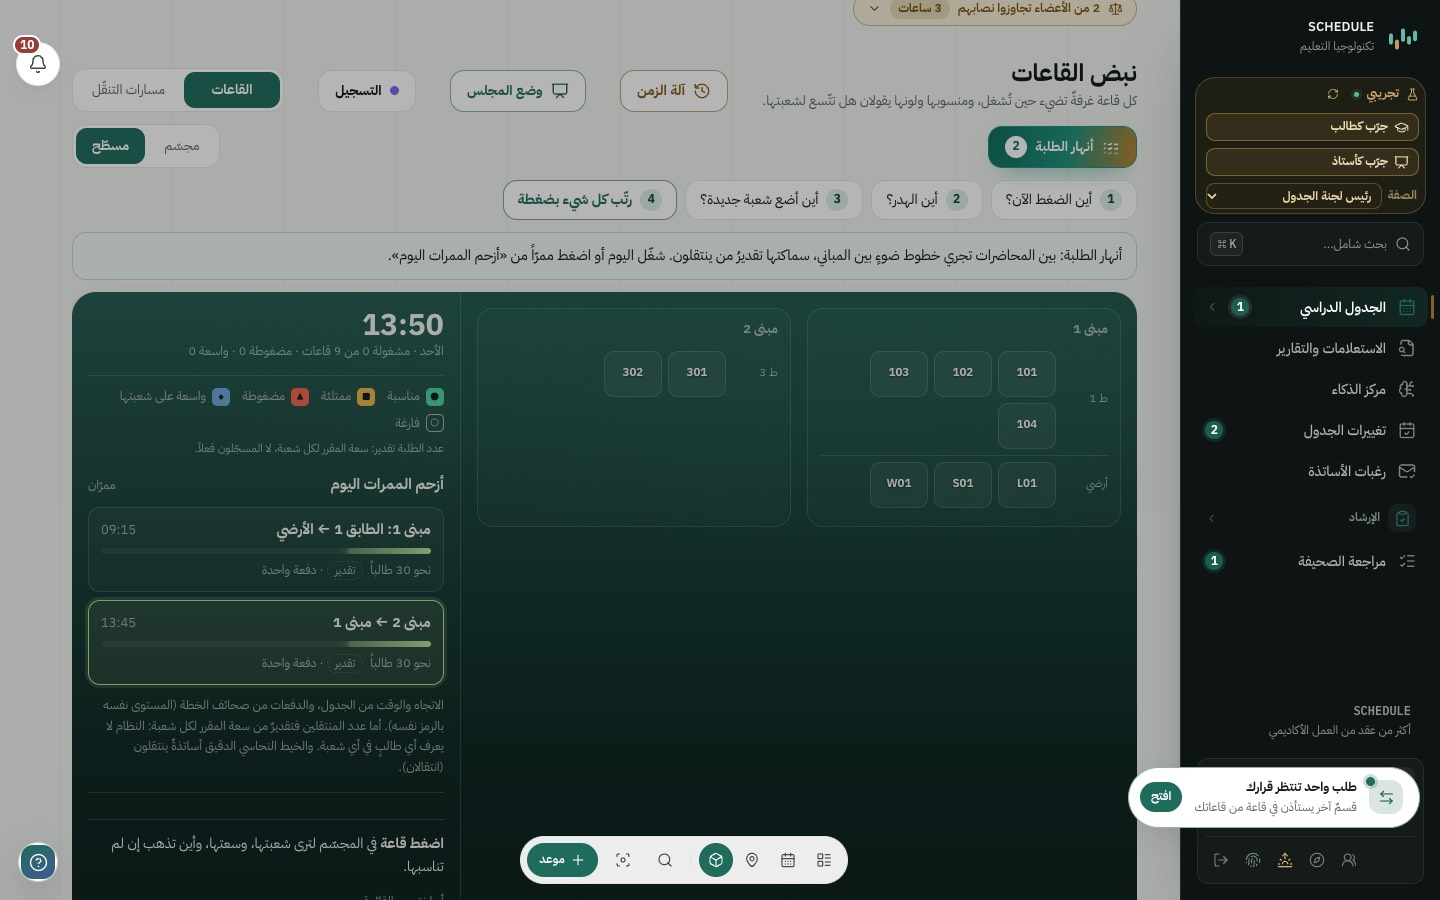 SCHEDULE
تكنولوجيا التعليم
تجريبي
جرّب كطالب
جرّب كأستاذ
الصفة
رئيس لجنة الجدول
بحث شامل...
⌘ K
الجدول الدراسي
1
الاستعلامات والتقارير
مركز الذكاء
تغييرات الجدول
2
رغبات الأساتذة
الإرشاد
مراجعة الصحيفة
1
SCHEDULE
أكثر من عقد من العمل الأكاديمي
طلب واحد تنتظر قرارك
قسمٌ آخر يستأذن في قاعة من قاعاتك
افتح
2 من الأعضاء تجاوزوا نصابهم
3 ساعات
10
نبض القاعات
كل قاعة غرفةٌ تضيء حين تُشغل، ومنسوبها ولونها يقولان هل تتّسع لشعبتها.
آلة الزمن
وضع المجلس
التسجيل
القاعات
مسارات التنقّل
أنهار الطلبة
2
مجسّم
مسطّح
1 أين الضغط الآن؟
2 أين الهدر؟
3 أين أضع شعبة جديدة؟
4 رتّب كل شيء بضغطة
أنهار الطلبة: بين المحاضرات تجري خطوط ضوءٍ بين المباني، سماكتها تقديرُ من ينتقلون. شغّل اليوم أو اضغط ممرّاً من «أزحم الممرات اليوم».
مبنى 1
ط 1
101
102
103
104
أرضي
L01
S01
W01
مبنى 2
ط 3
301
302
13:50
الأحد · مشغولة 0 من 9 قاعات · مضغوطة 0 · واسعة 0
مناسبة
ممتلئة
مضغوطة
واسعة على شعبتها
فارغة
عدد الطلبة تقدير: سعة المقرر لكل شعبة، لا المسجّلون فعلاً.
أزحم الممرات اليوم
ممرّان
مبنى 1: الطابق 1 ← الأرضي
09:15
نحو 30 طالباً تقدير · دفعة واحدة
مبنى 2 ← مبنى 1
13:45
نحو 30 طالباً تقدير · دفعة واحدة
الاتجاه والوقت من الجدول، والدفعات من صحائف الخطة (المستوى نفسه
بالرمز نفسه). أما عدد المنتقلين فتقديرٌ من سعة المقرر لكل شعبة: النظام لا
يعرف أي طالبٍ في أي شعبة. والخيط النحاسي الدقيق أساتذةٌ ينتقلون
(انتقالان).
اضغط قاعة في المجسّم لترى شعبتها، وسعتها، وأين تذهب إن لم
تناسبها.
موعد